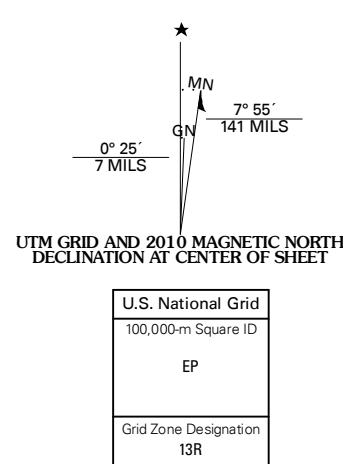 MN
7° 55´
141 MILS
GN
0° 25´
7 MILS
UTM GRID AND 2010 MAGNETIC NORTH
DECLINATION AT CENTER OF SHEET
U.S. National Grid
100,000-m Square ID
EP
Grid Zone Designation
13R